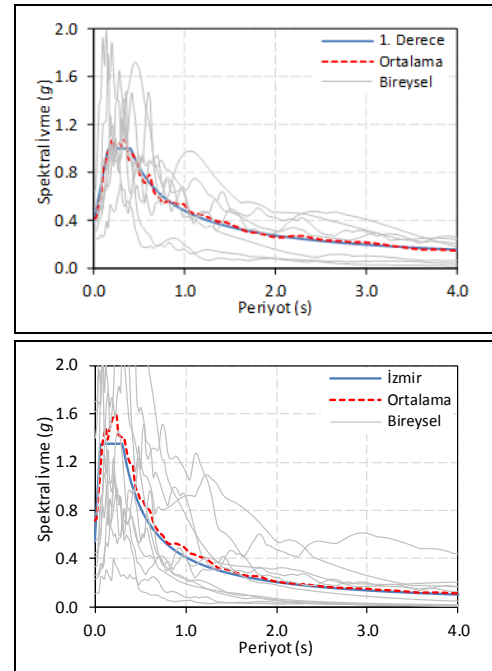 2.0
1.6
1.2
0.8
0.4
0.0
Spektral ivme (g)
1. Derece
Ortalama
Bireysel
0.0 1.0 2.0 3.0 4.0
Periyot (s)
2.0
1.6
1.2
0.8
0.4
0.0
Spektral ivme (g)
İzmir
Ortalama
Bireysel
0.0 1.0 2.0 3.0 4.0
Periyot (s)